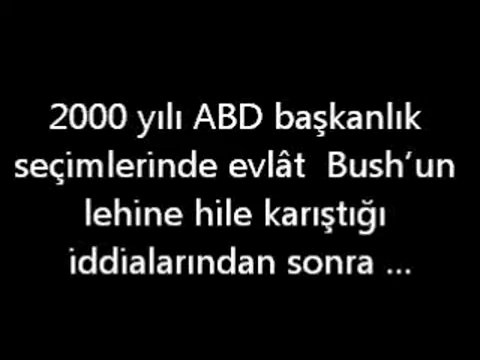 2000 yılı ABD başkanlık
seçimlerinde evlât  Bush’un
lehine hile karıştığı
iddialarından sonra ...